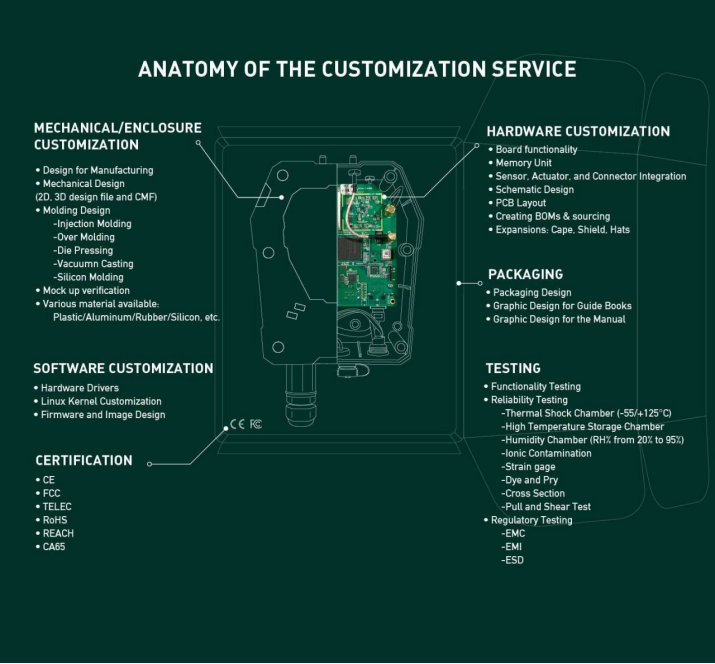 ANATOMY OF THE CUSTOMIZATION SERVICE
MECHANICAL/ENCLOSURE
CUSTOMIZATION
• Design for Manufacturing
• Mechanical Design
(2D, 3D design file and CMF)
• Molding Design
-Injection Molding
-Over Molding
-Die Pressing
-Vacuumn Casting
-Silicon Molding
• Mock up verification
• Various material available:
Plastic/Aluminum/Rubber/Silicon, etc.
SOFTWARE CUSTOMIZATION
• Hardware Drivers
• Linux Kernel Customization
• Firmware and Image Design
CE FC
CERTIFICATION
• CE
• FCC
• TELEC
• RoHS
• REACH
• CA65
HARDWARE CUSTOMIZATION
• Board functionality
• Memory Unit
• Sensor, Actuator, and Connector Integration
• Schematic Design
• PCB Layout
• Creating BOMs & sourcing
• Expansions: Cape, Shield, Hats
PACKAGING
• Packaging Design
• Graphic Design for Guide Books
• Graphic Design for the Manual
TESTING
• Functionality Testing
• Reliability Testing
-Thermal Shock Chamber (-55/+125°C)
-High Temperature Storage Chamber
-Humidity Chamber (RH% from 20% to 95%)
-Ionic Contamination
-Strain gage
-Dye and Pry
-Cross Section
-Pull and Shear Test
• Regulatory Testing
-EMC
-EMI
-ESD